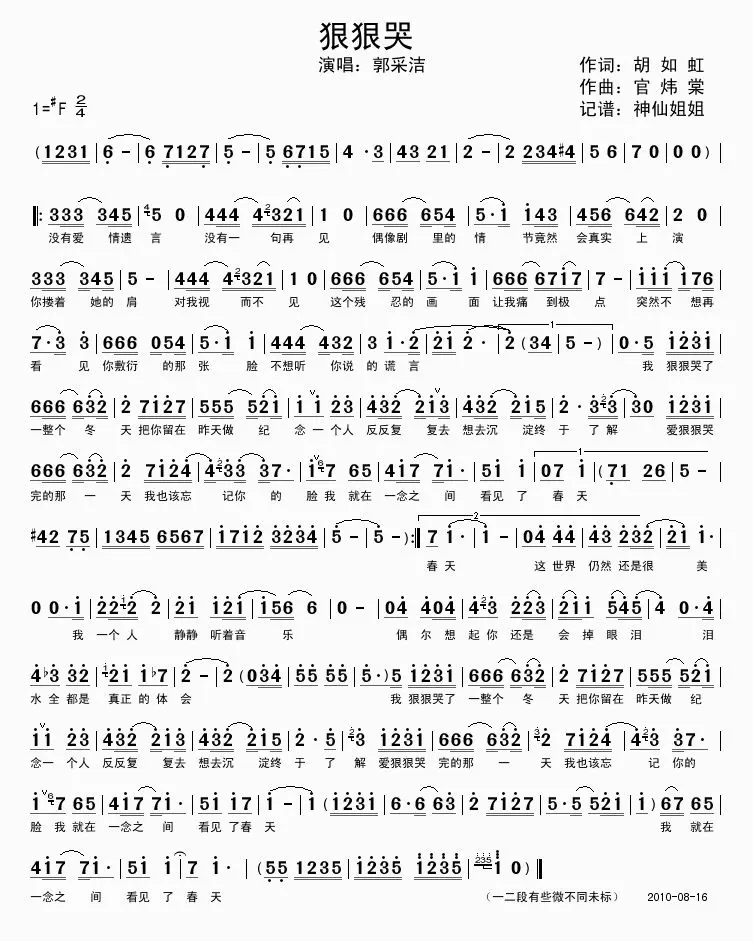 狠狠哭
演唱：郭采洁
作词：胡 如 虹
作曲：官 炜 棠
记谱：神仙姐姐
1=#F 2/4
(1231|6 -|6 7127|5 -|5 6715|4 ·3|43 21|2 -|2 234#4|5 6|7 0|0 0)|
‖:333 345|5 0|444 4321|1 0|666 654|5·1 143|456 642|2 0|
没有爱 情遗 言 没有一 句再 见 偶像剧 里的 情 节竟然 会真实 上 演
333 345|5 -|444 4321|1 0|666 654|5·1 1|666 6717|7 -|111 176|
你搂着 她的 肩 对我视 而不 见 这个残 忍的 画 面 让我痛 到极 点 突然不 想再
7·3 3|666 054|5·1 1|444 432|3 1·2|212 2·|2(34|5 -)|0·5 1231|
看 见 你敷衍 的那 张 脸 不想听 你说 的 谎言 我 狠狠哭了
666 632|2 7127|555 521|1 1 23|432 213|432 215|2·33|30 1231|
一整个 冬 天 把你留在 昨天做 纪 念 一 个人 反反复 复去 想去沉 淀终 于 了解 爱狠狠哭
666 632|2 7124|433 37·|17 65|417 71·|51 1|07 1|(71 26|5 -|
完的那 一 天 我也该忘 记你 的 脸 我 就在 一念之 间 看见 了 春天
#42 75|1345 6567|1712 3234|5 -|5 -):‖7 1·|1 -|04 44|43 232|21 1·|
春 天 这 世界 仍然 还是很 美
0 0·1|222 2|21 121|156 6|0 -|04 404|43 223|211 545|4 0·4|
我 一个 人 静静 听着音 乐 偶 尔想 起你 还是 会 掉 眼泪 泪
4♭3 32|21 1♭7|2 -|2 (034|55 55|5·)5 1231|666 632|2 7127|555 521|
水 全 都是 真正 的体 会 我 狠狠哭了 一整个 冬 天 把你留在 昨天做 纪
11 23|432 213|432 215|2·5|43 1231|666 632|2 7124|43 37·|
念一 个人 反反复 复去 想去沉 淀终 于 了 解 爱狠狠哭 完的那 一 天 我也该忘 记 你的
17 65|417 71·|51 17|1 -|(1231|6·6 63|2 7127|5·5 521|1)67 65|
脸 我 就在 一念之 间 看见 了春 天 我 就在
417 71·|51 1|7 1|(55 1235|1235 1235|1 0)‖
一念之 间 看见 了 春天
(一二段有些微不同未标) 2010-08-16